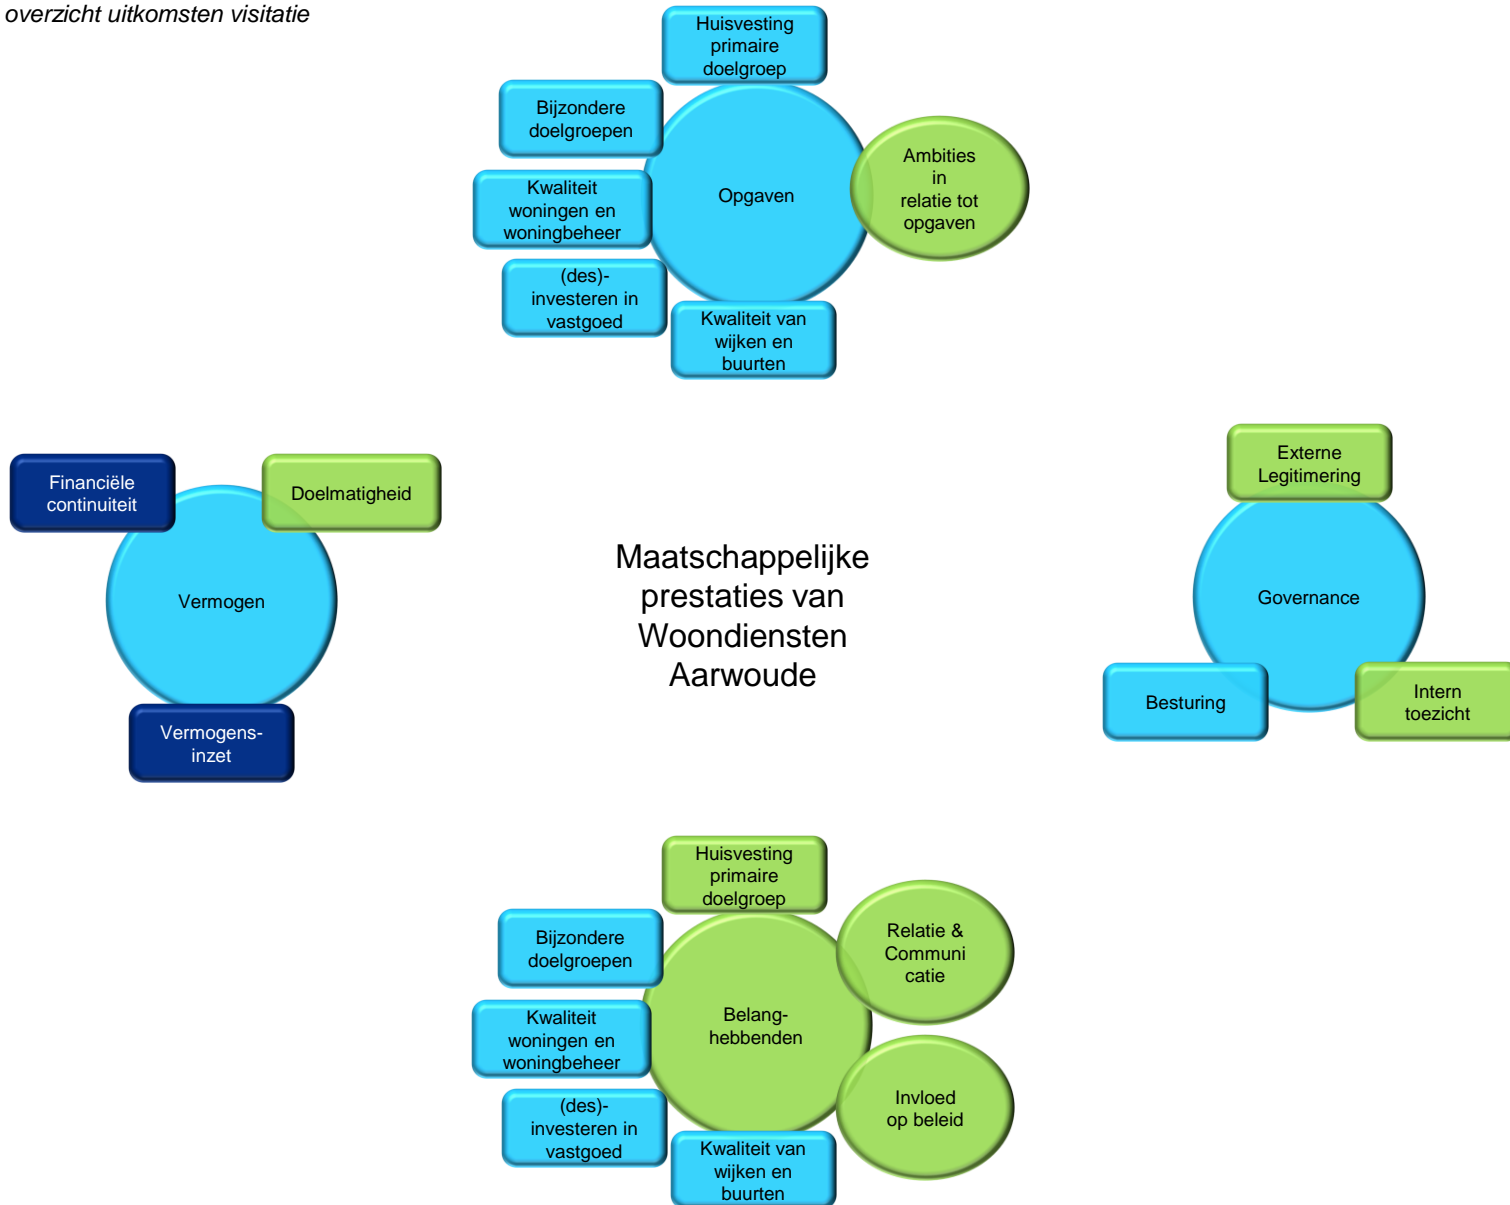 overzicht uitkomsten visitatie
Huisvesting
primaire
doelgroep
Bijzondere
doelgroepen
Kwaliteit
woningen en
woningbeheer
(des)-
investeren in
vastgoed
Kwaliteit van
wijken en
buurten
Opgaven
Ambities
in
relatie tot
opgaven
Financiële
continuiteit
Doelmatigheid
Vermogen
Vermogens-
inzet
Maatschappelijke
prestaties van
Woondiensten
Aarwoude
Externe
Legitimering
Governance
Besturing
Intern
toezicht
Huisvesting
primaire
doelgroep
Bijzondere
doelgroepen
Kwaliteit
woningen en
woningbeheer
(des)-
investeren in
vastgoed
Kwaliteit van
wijken en
buurten
Belang-
hebbenden
Relatie &
Communi
catie
Invloed
op beleid